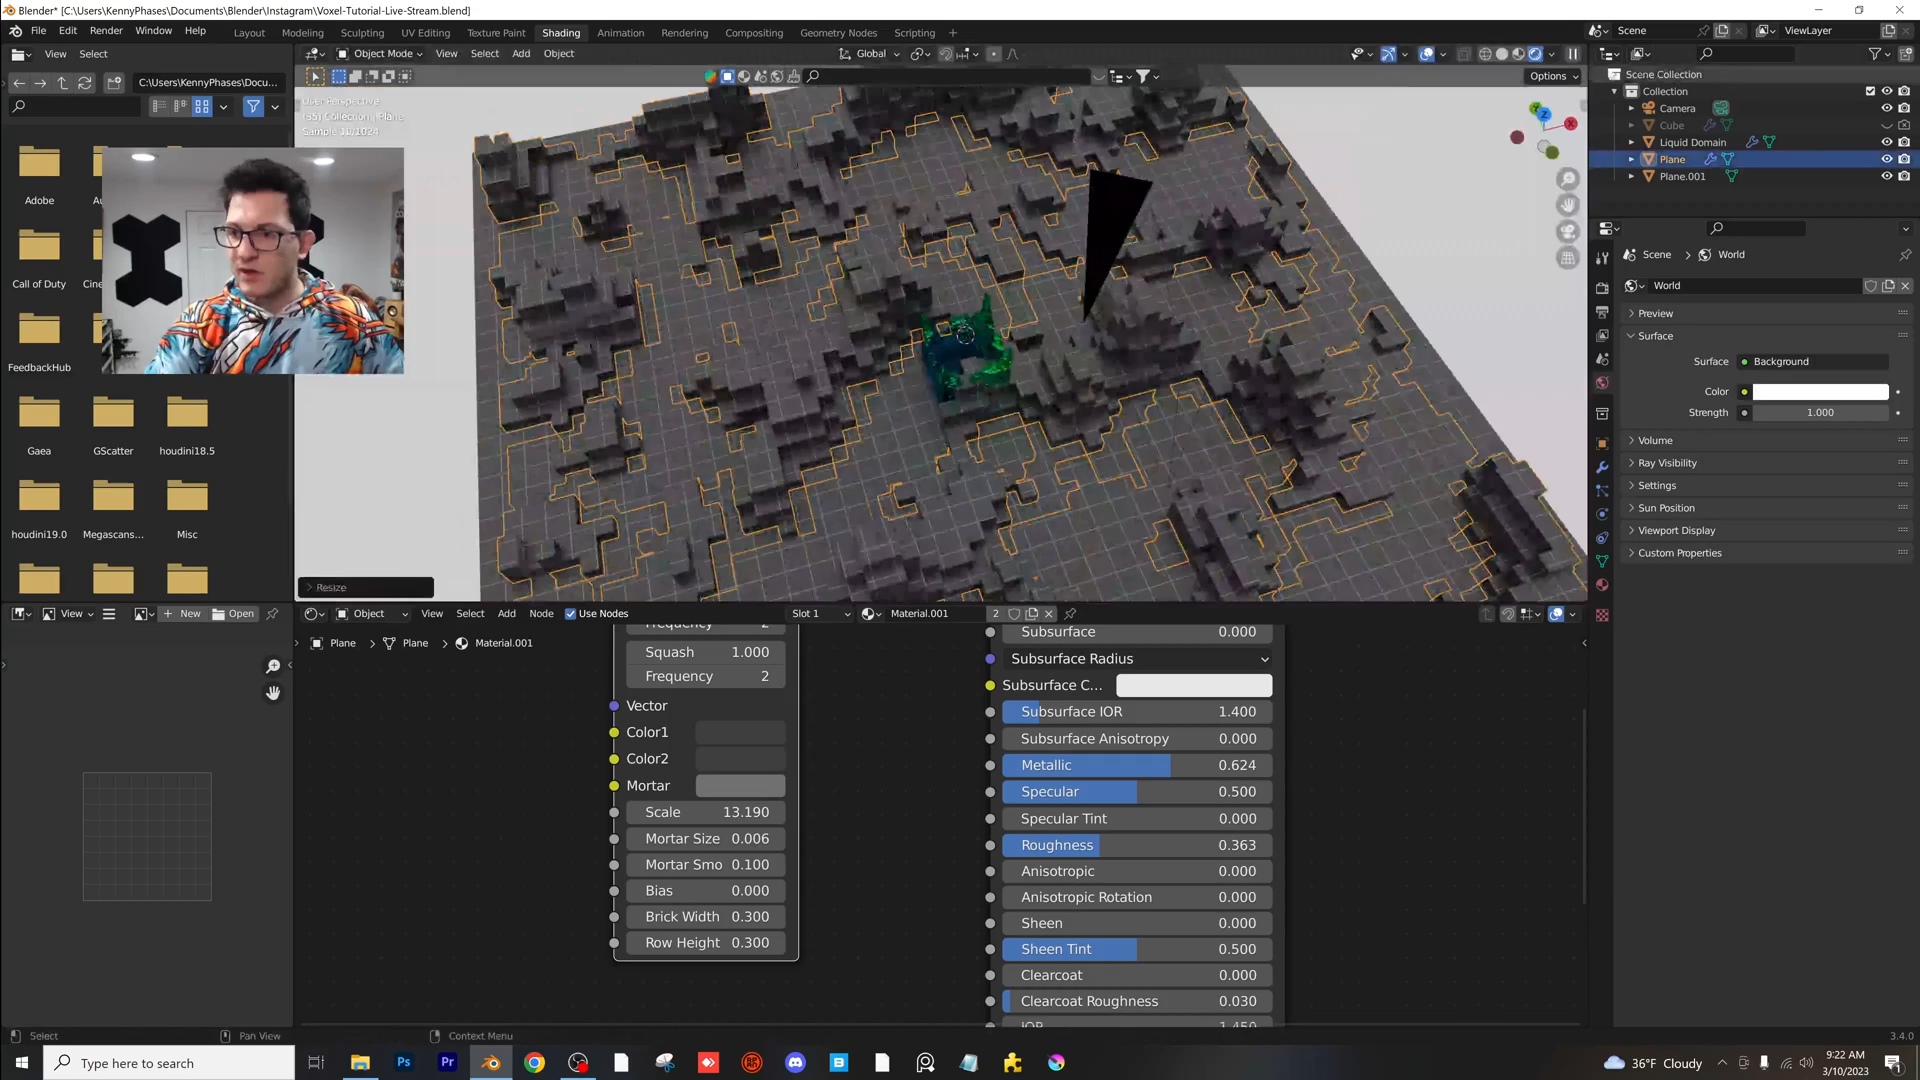 Blender* [C:\Users\KennyPhases\Documents\Blender\Instagram\Voxel-Tutorial-Live-Stream.blend]
File Edit Render Window Help
Layout Modeling Sculpting UV Editing Texture Paint Shading Animation Rendering Compositing Geometry Nodes Scripting +
Scene ViewLayer
View Select
Object Mode View Select Add Object Global
C:\Users\KennyPhases\Docu...
Options
User Perspective
(35) Collection | Plane
Sample 11/1024
Scene Collection
Collection
Camera
Cube
Liquid Domain
Plane
Plane.001
Adobe
Call of Duty Cine
FeedbackHub
Gaea GScatter houdini18.5
houdini19.0 Megascans... Misc
Resize
Scene > World
World
Preview
Surface
Surface Background
Color
Strength 1.000
Volume
Ray Visibility
Settings
Sun Position
Viewport Display
Custom Properties
View New Open
Object View Select Add Node Use Nodes Slot 1 Material.001 2
Plane > Plane > Material.001
Frequency 2
Squash 1.000
Frequency 2
Vector
Color1
Color2
Mortar
Scale 13.190
Mortar Size 0.006
Mortar Smo 0.100
Bias 0.000
Brick Width 0.300
Row Height 0.300
Subsurface 0.000
Subsurface Radius
Subsurface C...
Subsurface IOR 1.400
Subsurface Anisotropy 0.000
Metallic 0.624
Specular 0.500
Specular Tint 0.000
Roughness 0.363
Anisotropic 0.000
Anisotropic Rotation 0.000
Sheen 0.000
Sheen Tint 0.500
Clearcoat 0.000
Clearcoat Roughness 0.030
IOR 1.450
Select Pan View Context Menu 3.4.0
Type here to search
36°F Cloudy
9:22 AM
3/10/2023